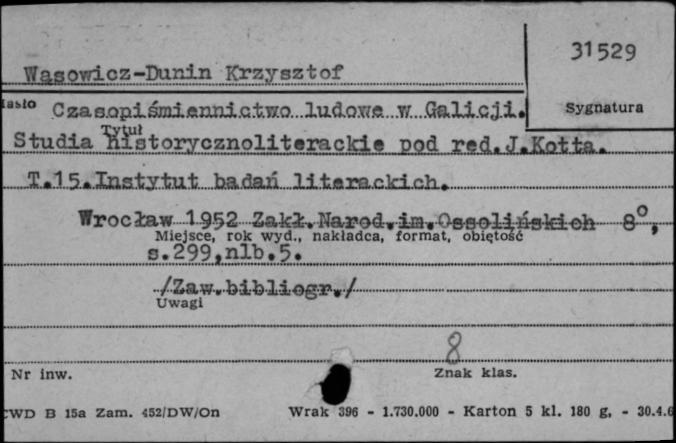 31529
Wąsowicz-Dunin Krzysztof
Hasło Czasopiśmiennictwo ludowe w Galicji.
Sygnatura
Tytuł
Studia historycznoliterackie pod red.J.Kotta.
T.15.Instytut badań literackich.
Wrocław 1952 Zakł.Narod.im.Ossolińskich 8°,
Miejsce, rok wyd., nakładca, format, objętość
s.299,nlb.5.
/Zaw.bibliogr./
Uwagi
8
Nr inw. Znak klas.
CWD B 15a Zam. 452/DW/On Wrak 396 - 1.730.000 - Karton 5 kl. 180 g. - 30.4.6